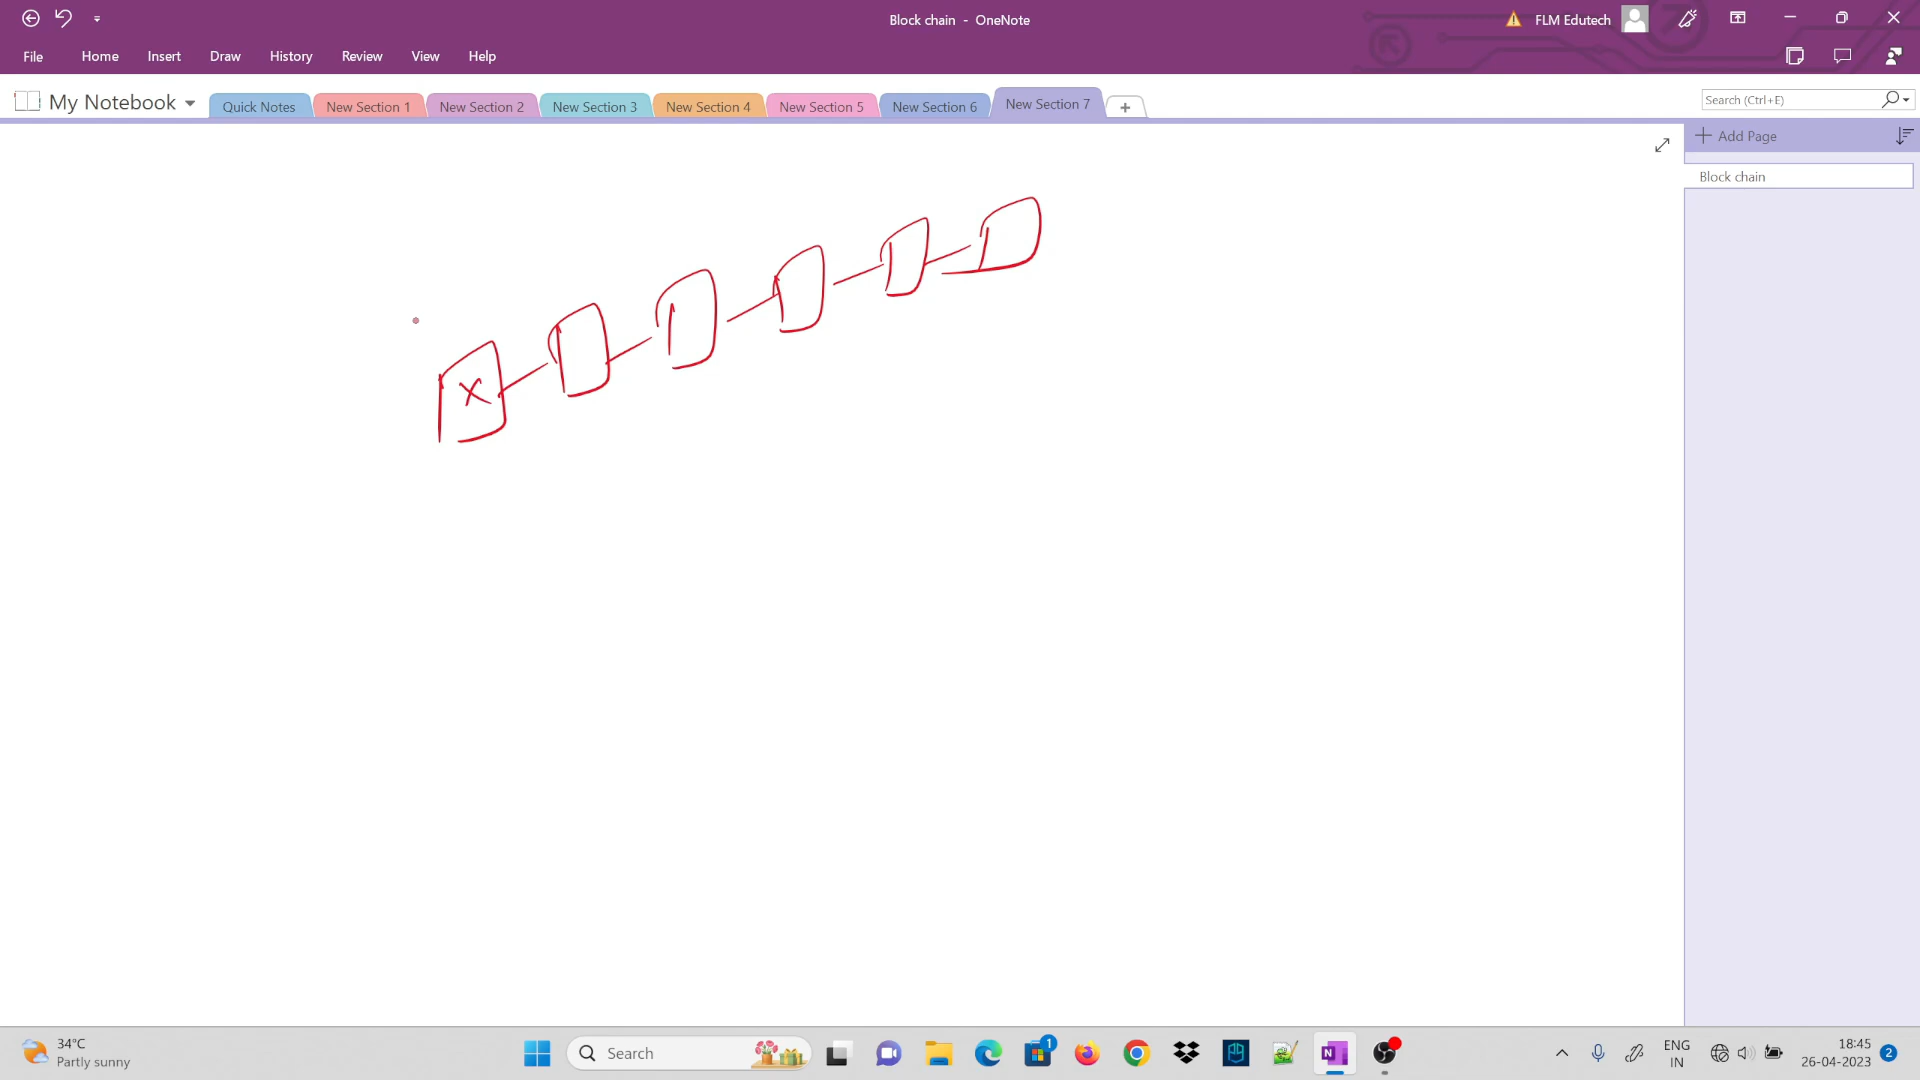 Block chain - OneNote
FLM Edutech
File Home Insert Draw History Review View Help
My Notebook
Quick Notes
New Section 1
New Section 2
New Section 3
New Section 4
New Section 5
New Section 6
New Section 7
+
Search (Ctrl+E)
Add Page
Block chain
X
34°C
Partly sunny
Search
1
N
ENG
IN
18:45
26-04-2023
2